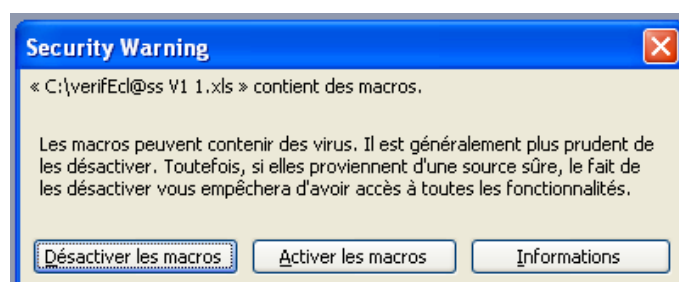 Security Warning
« C:\verifEcl@ss V1 1.xls » contient des macros.
Les macros peuvent contenir des virus. Il est généralement plus prudent de
les désactiver. Toutefois, si elles proviennent d'une source sûre, le fait de
les désactiver vous empêchera d'avoir accès à toutes les fonctionnalités.
Désactiver les macros Activer les macros Informations